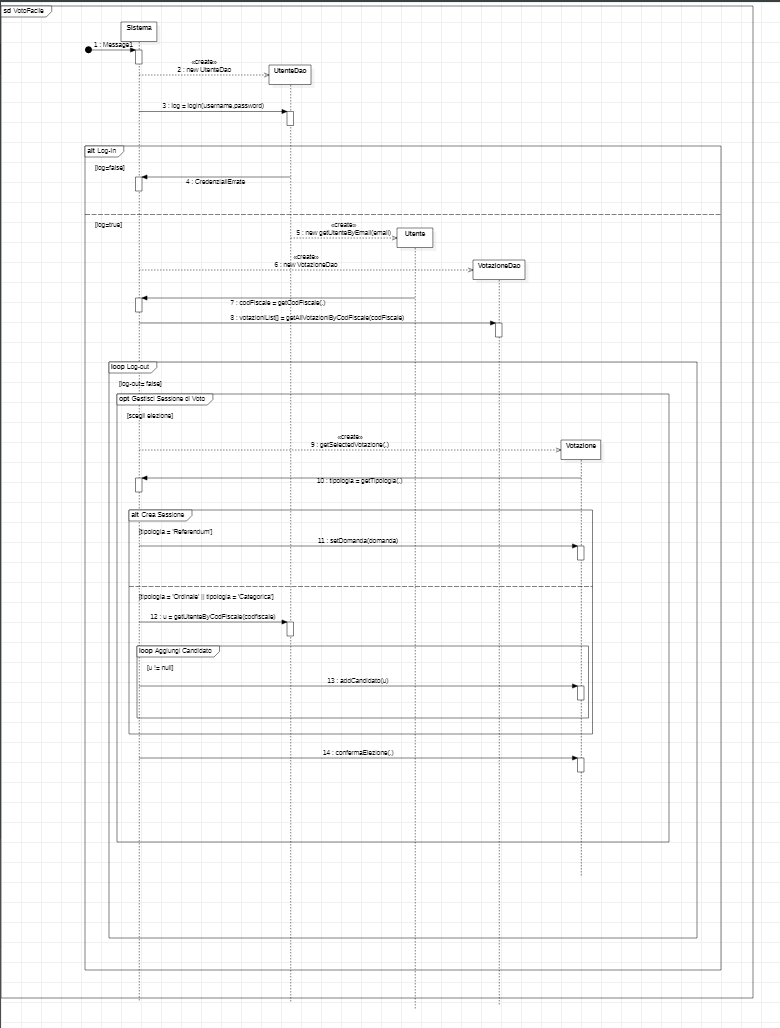 sd VotoFacile
Sistema
1 : Message1
«create»
2 : new UtenteDao
UtenteDao
3 : log = login(username,password)
alt Log-in
[log=false]
4 : CredenzialiErrate
[log=true]
«create»
5 : new getUtenteByEmail(email)
Utente
«create»
6 : new VotazioneDao
VotazioneDao
7 : codFiscale = getCodFiscale(.)
8 : votazioniList[] = getAllVotazioniByCodFiscale(codFiscale)
loop Log-out
[log-out= false]
opt Gestisci Sessione di Voto
[scegli elezione]
«create»
9 : getSelectedVotazione(.)
Votazione
10 : tipologia = getTipologia(.)
alt Crea Sessione
[tipologia = 'Referendum']
11 : setDomanda(domanda)
[tipologia = 'Ordinale' || tipologia = 'Categorica']
12 : u = getUtenteByCodFiscale(codfiscale)
loop Aggiungi Candidato
[u != null]
13 : addCandidato(u)
14 : confermaElezione(.)